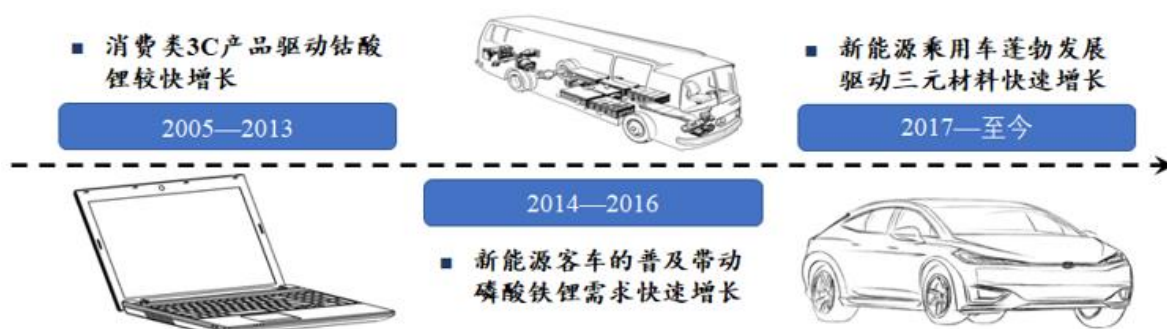 ■ 消费类3C产品驱动钴酸
锂较快增长
2005—2013
2014—2016
■ 新能源客车的普及带动
磷酸铁锂需求快速增长
■ 新能源乘用车蓬勃发展
驱动三元材料快速增长
2017—至今